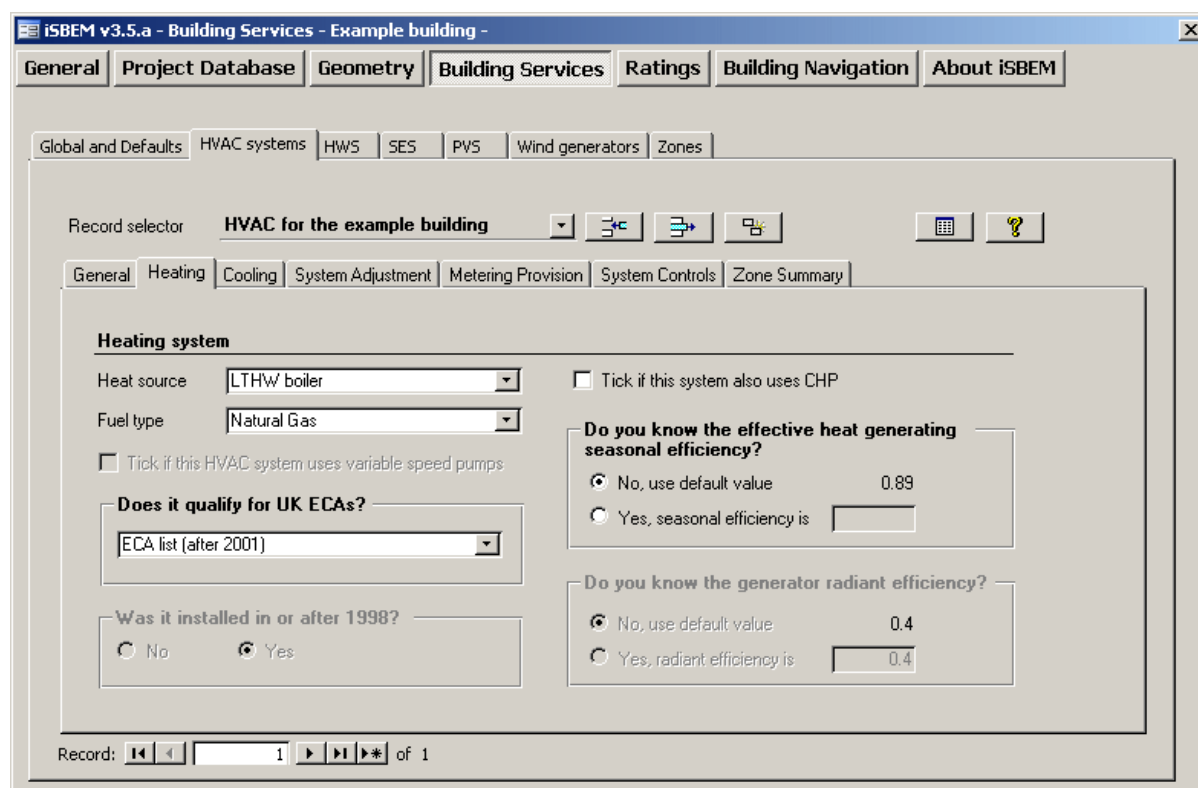 iSBEM v3.5.a - Building Services - Example building -
General Project Database Geometry Building Services Ratings Building Navigation About iSBEM
Global and Defaults HVAC systems HWS SES PVS Wind generators Zones
Record selector HVAC for the example building
General Heating Cooling System Adjustment Metering Provision System Controls Zone Summary
Heating system
Heat source LTHW boiler
Tick if this system also uses CHP
Fuel type Natural Gas
Tick if this HVAC system uses variable speed pumps
Does it qualify for UK ECAs?
ECA list (after 2001)
Was it installed in or after 1998?
No Yes
Do you know the effective heat generating
seasonal efficiency?
No, use default value 0.89
Yes, seasonal efficiency is
Do you know the generator radiant efficiency?
No, use default value 0.4
Yes, radiant efficiency is 0.4
Record: 1 of 1